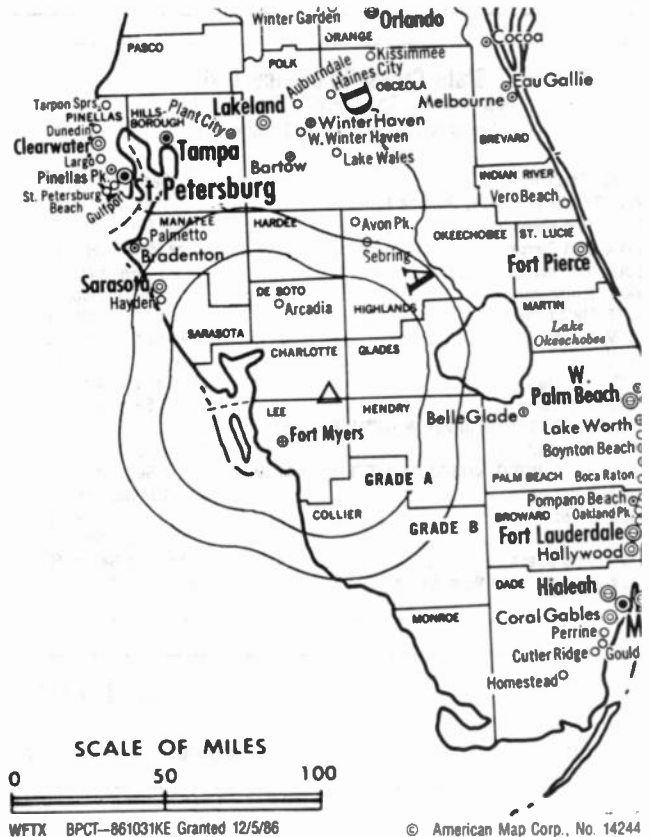 Winter Garden
Orlando
ORANGE
Cocoa
PASCO
Kissimmee
POLK
Auburndale
Haines City
OSCEOLA
Eau Gallie
Tarpon Sprs.
PINELLAS
HILLS-
BOROUGH
Plant City
Lakeland
D
Melbourne
Dunedin
Winter Haven
Clearwater
W. Winter Haven
BREVARD
Largo
Tampa
Bartow
Lake Wales
Pinellas Pk.
INDIAN RIVER
St. Petersburg
St. Petersburg
Beach
Gulfport
Vero Beach
MANATEE
HARDEE
Avon Pk.
Palmetto
OKEECHOBEE
ST. LUCIE
Bradenton
Sebring
Fort Pierce
A
Sarasota
DE SOTO
Hayden
Arcadia
HIGHLANDS
MARTIN
SARASOTA
Lake
Okeechobee
CHARLOTTE
GLADES
W.
Palm Beach
LEE
HENDRY
Belle Glade
Lake Worth
Fort Myers
Boynton Beach
GRADE A
PALM BEACH
Boca Raton
Pompano Beach
COLLIER
BROWARD
Oakland Pk.
GRADE B
Fort Lauderdale
Hallywood
DADE
Hialeah
MONROE
Coral Gables
M
Perrine
Cutler Ridge
Gould
Homestead
SCALE OF MILES
0 50 100
WFTX BPCT-861031KE Granted 12/5/86
© American Map Corp., No. 14244